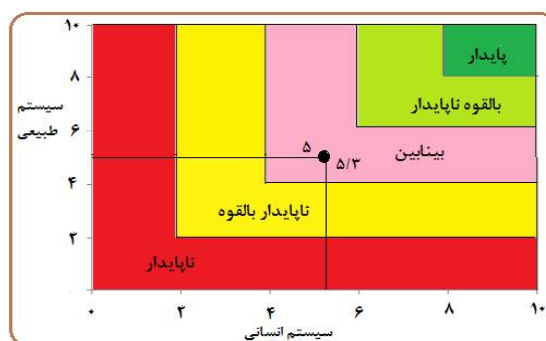 ۱۰
پایدار
۸
سیستم
طبیعی
بالقوه ناپایدار
۶
۵
۵/۳
بینابین
۴
ناپایدار بالقوه
۲
ناپایدار
۰
۲
۴
۶
۸
۱۰
سیستم انسانی